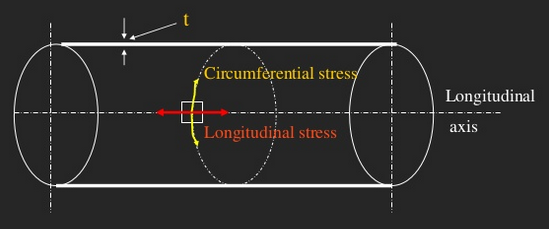 t
Circumferential stress
Longitudinal
axis
Longitudinal stress